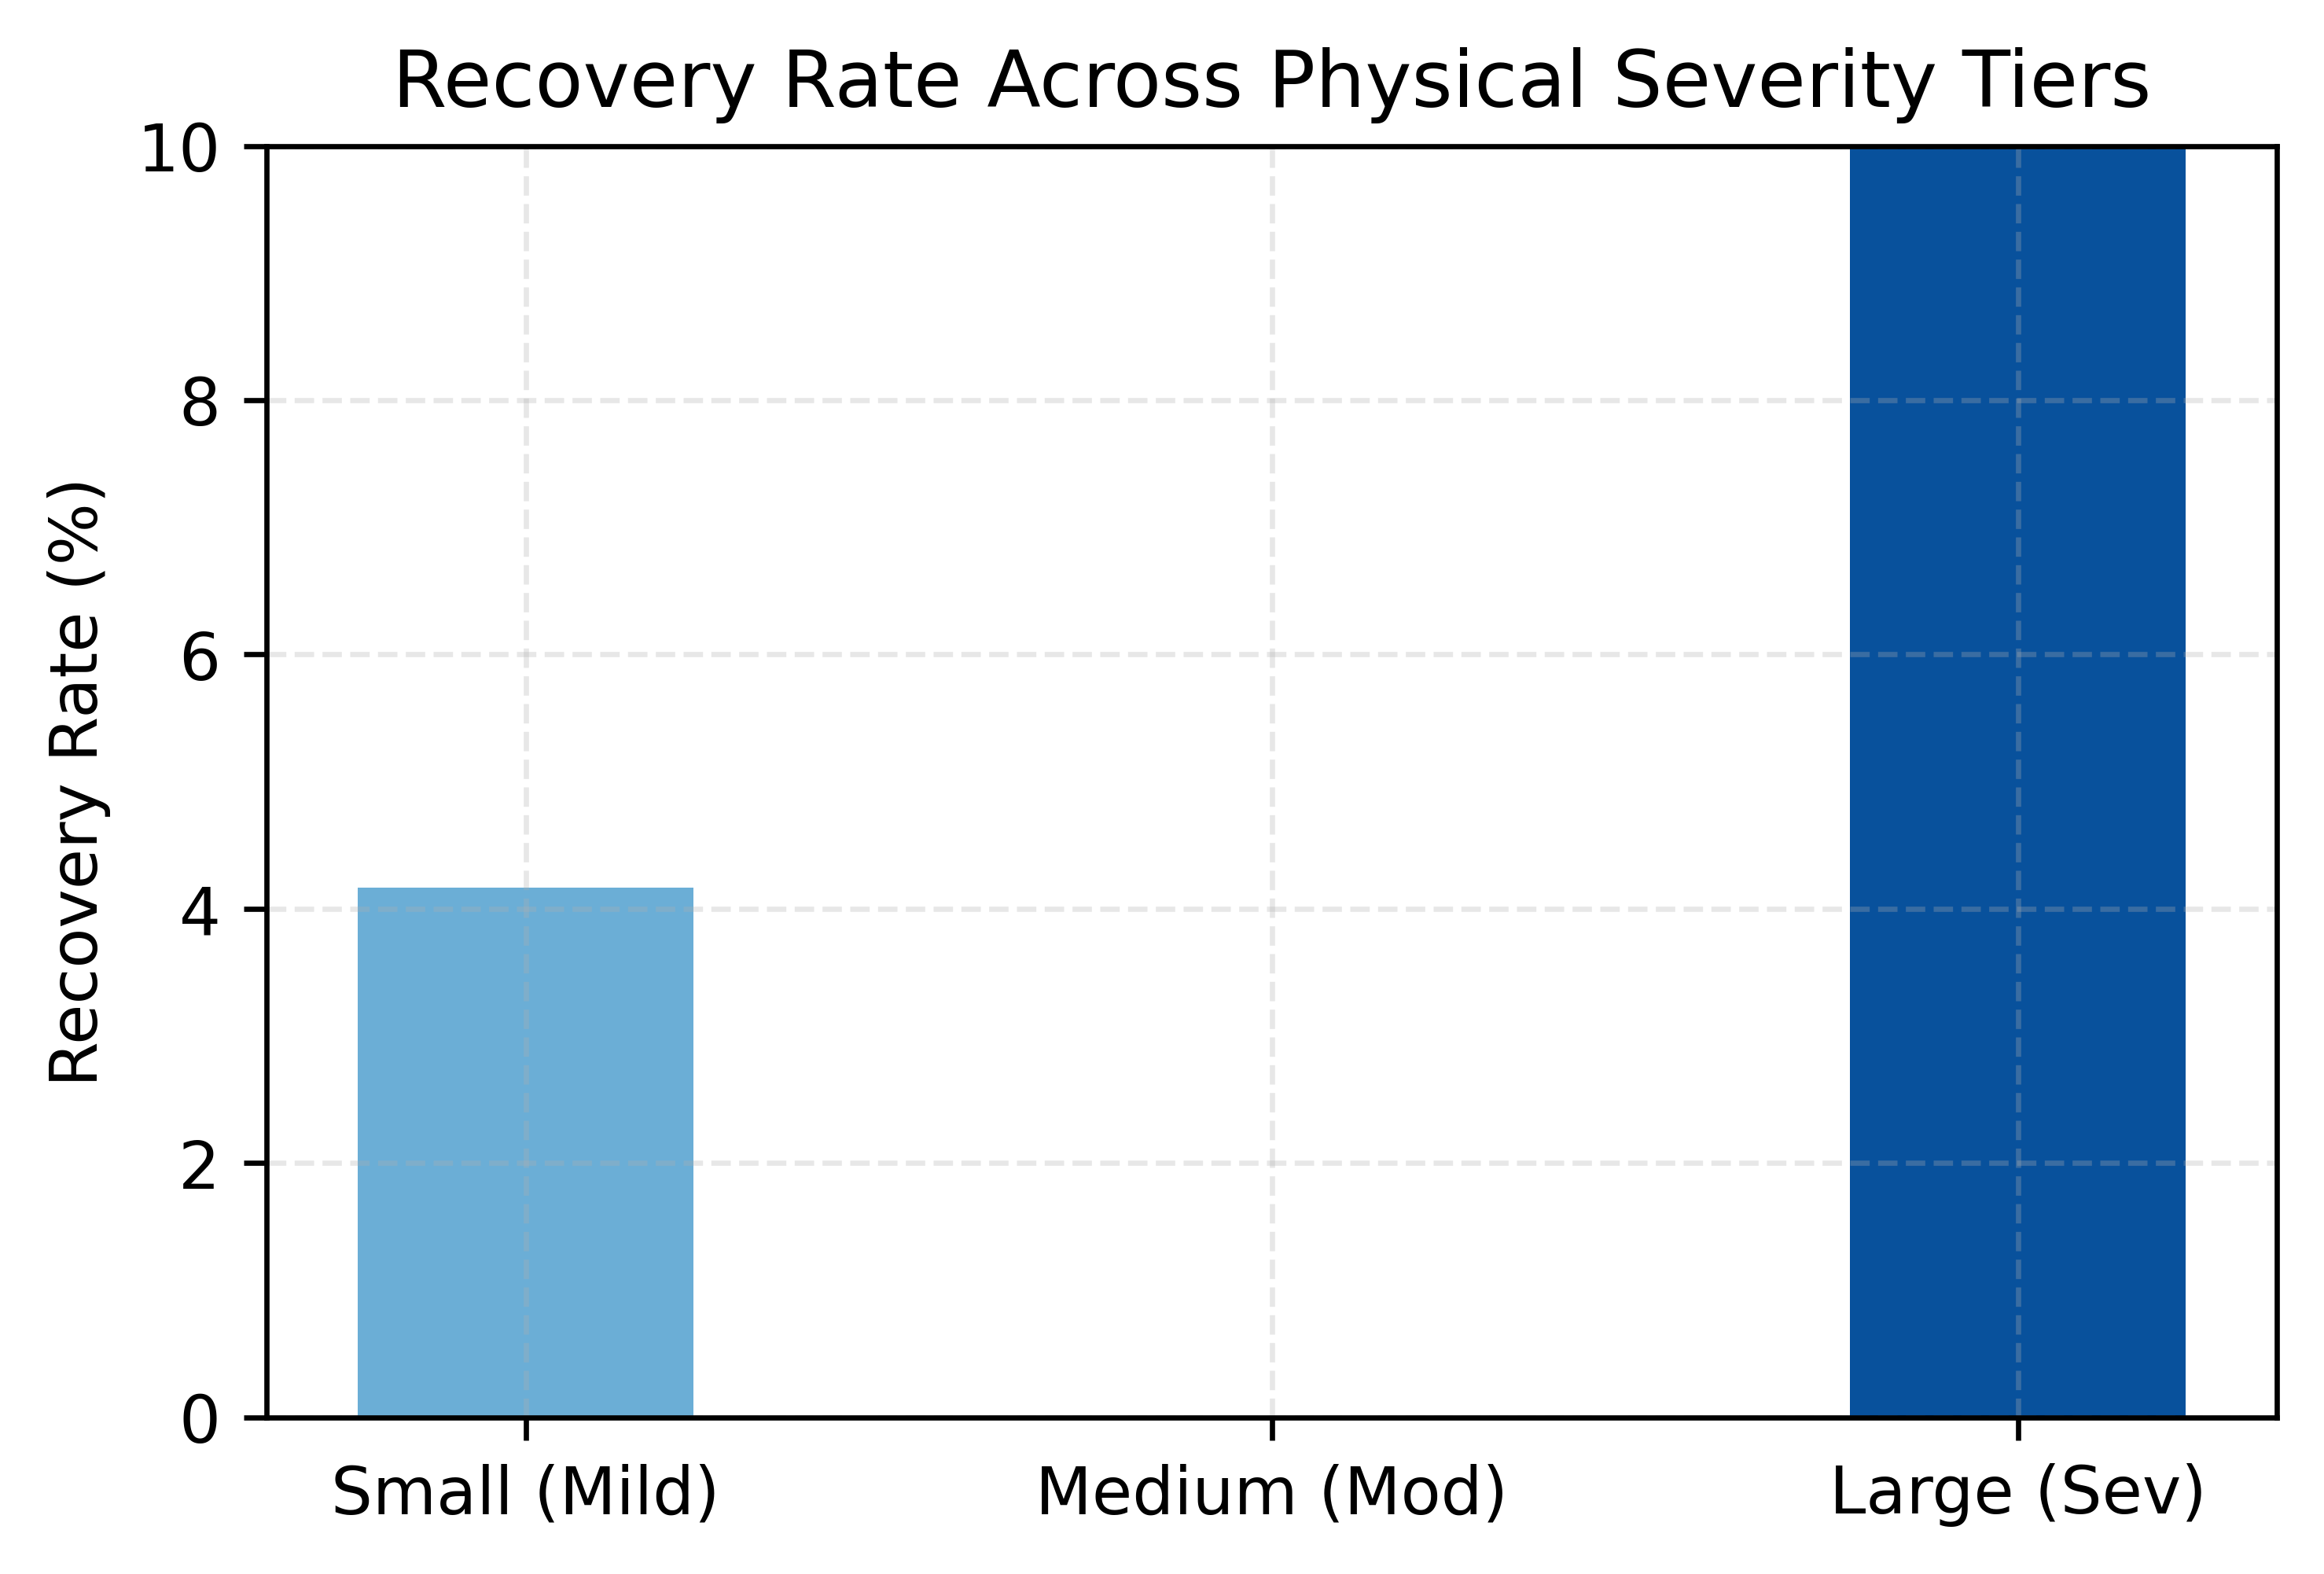 Recovery Rate Across Physical Severity Tiers
10
8
6
4
2
0
Recovery Rate (%)
Small (Mild)
Medium (Mod)
Large (Sev)